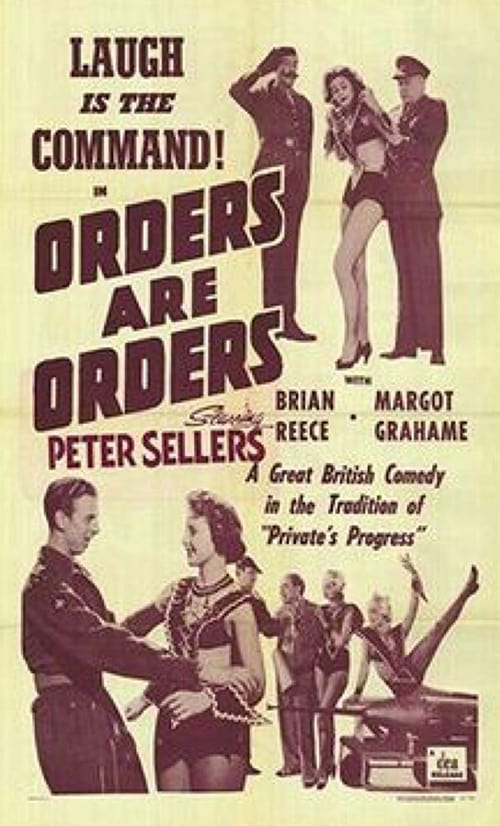 LAUGH
IS THE
COMMAND!
IN
ORDERS
ARE
ORDERS
WITH
Starring
PETER SELLERS
BRIAN REECE · MARGOT GRAHAME
A Great British Comedy
in the Tradition of
"Private's Progress"
A
RELEASE